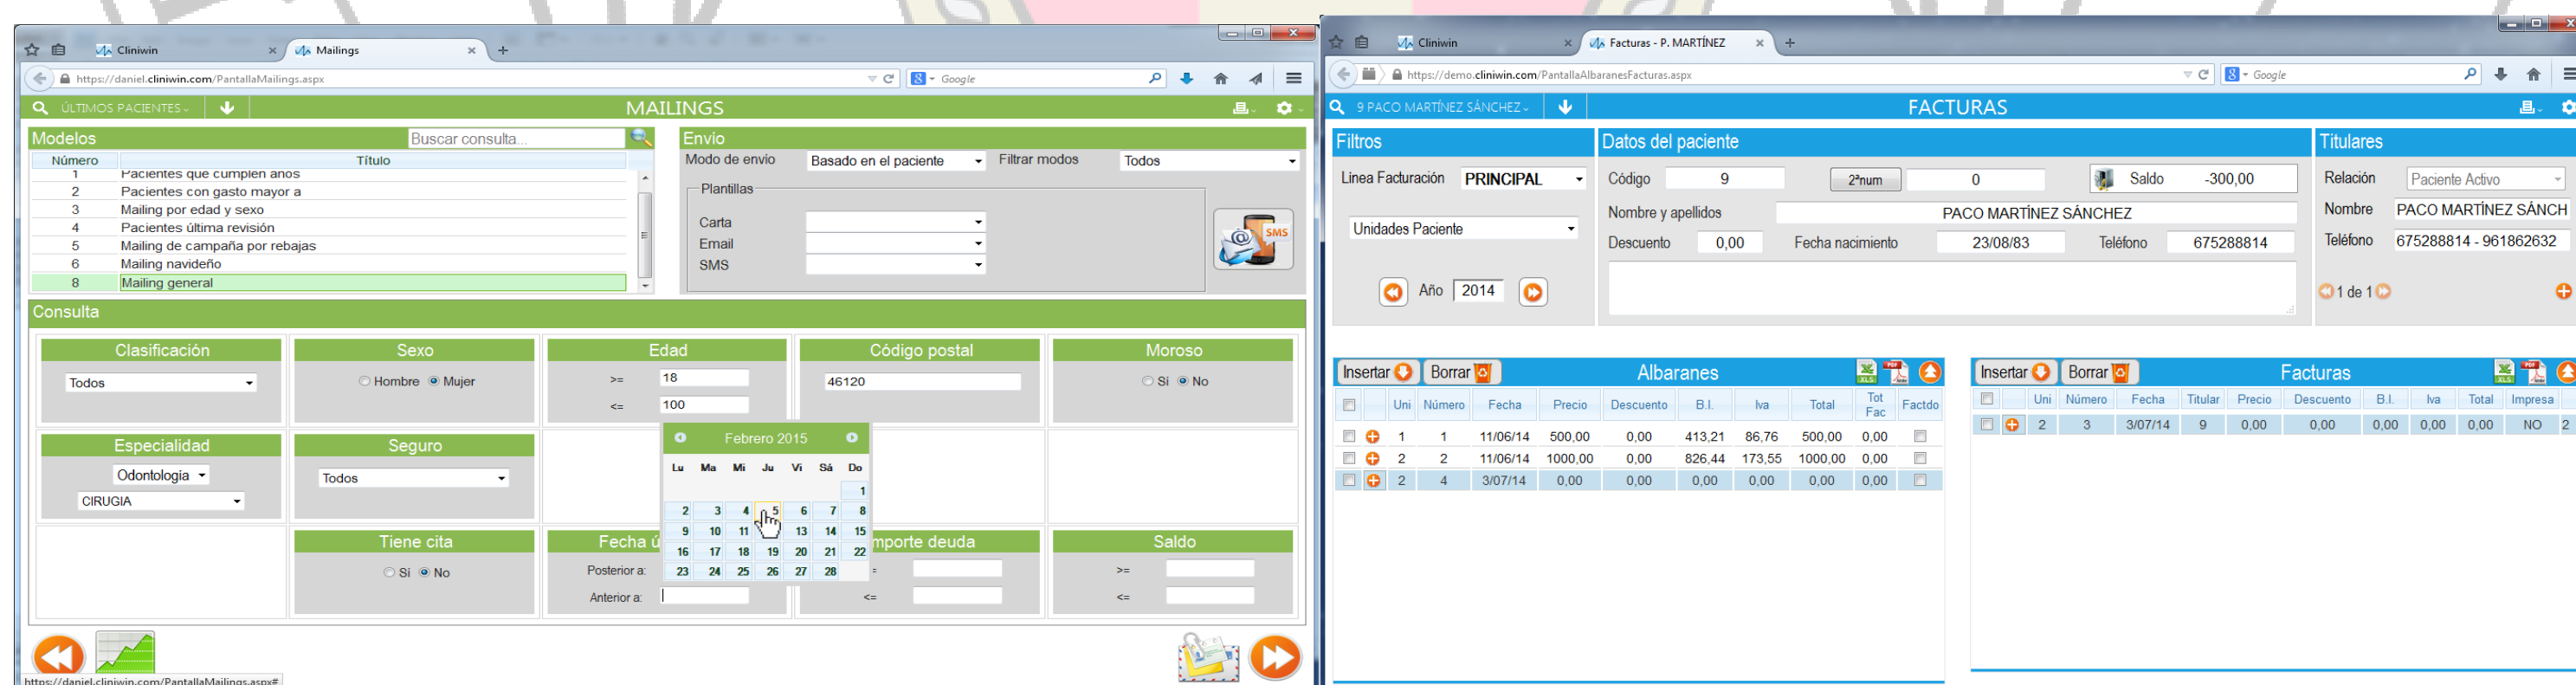 Cliniwin
Mailings
https://daniel.cliniwin.com/PantallaMailings.aspx
Google
ÚLTIMOS PACIENTES
MAILINGS
Modelos
Buscar consulta...
Número Título
1 Pacientes que cumplen años
2 Pacientes con gasto mayor a
3 Mailing por edad y sexo
4 Pacientes última revisión
5 Mailing de campaña por rebajas
6 Mailing navideño
8 Mailing general
Envío
Modo de envío Basado en el paciente Filtrar modos Todos
Plantillas
Carta
Email
SMS
SMS
Consulta
Clasificación Sexo Edad Código postal Moroso
Todos
Hombre Mujer
>= 18
<= 100
46120
Si No
Especialidad Seguro
Odontologia
CIRUGIA
Todos
Febrero 2015
Lu Ma Mi Ju Vi Sá Do
1
2 3 4 5 6 7 8
9 10 11 13 14 15
16 17 18 19 20 21 22
23 24 25 26 27 28
Tiene cita Fecha ú mporte deuda Saldo
Si No
Posterior a:
Anterior a:
=
<=
>=
<=
https://daniel.cliniwin.com/PantallaMailings.aspx#
Cliniwin
Facturas - P. MARTÍNEZ
https://demo.cliniwin.com/PantallaAlbaranesFacturas.aspx
Google
9 PACO MARTÍNEZ SÁNCHEZ
FACTURAS
Filtros
Linea Facturación PRINCIPAL
Unidades Paciente
Año 2014
Datos del paciente
Código 9 2ªnum 0 Saldo -300,00
Nombre y apellidos PACO MARTÍNEZ SÁNCHEZ
Descuento 0,00 Fecha nacimiento 23/08/83 Teléfono 675288814
Titulares
Relación Paciente Activo
Nombre PACO MARTÍNEZ SÁNCH
Teléfono 675288814 - 961862632
1 de 1
Insertar Borrar Albaranes XLS PDF
Uni Número Fecha Precio Descuento B.I. Iva Total Tot Fac Factdo
1 1 11/06/14 500,00 0,00 413,21 86,76 500,00 0,00
2 2 11/06/14 1000,00 0,00 826,44 173,55 1000,00 0,00
2 4 3/07/14 0,00 0,00 0,00 0,00 0,00 0,00
Insertar Borrar Facturas XLS PDF
Uni Número Fecha Titular Precio Descuento B.I. Iva Total Impresa
2 3 3/07/14 9 0,00 0,00 0,00 0,00 0,00 NO 2